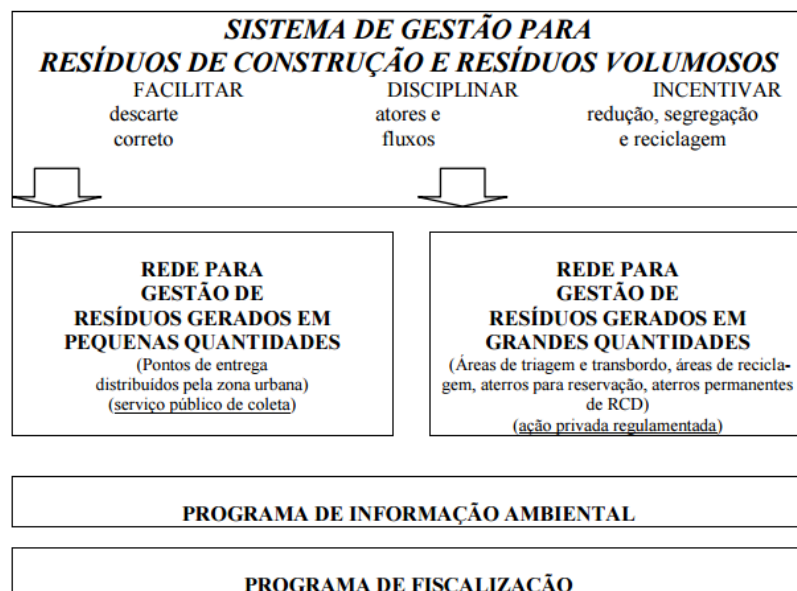 SISTEMA DE GESTÃO PARA
RESÍDUOS DE CONSTRUÇÃO E RESÍDUOS VOLUMOSOS
FACILITAR DISCIPLINAR INCENTIVAR
descarte atores e redução, segregação
correto fluxos e reciclagem
REDE PARA
GESTÃO DE
RESÍDUOS GERADOS EM
PEQUENAS QUANTIDADES
(Pontos de entrega
distribuídos pela zona urbana)
(serviço público de coleta)
REDE PARA
GESTÃO DE
RESÍDUOS GERADOS EM
GRANDES QUANTIDADES
(Áreas de triagem e transbordo, áreas de recicla-
gem, aterros para reservação, aterros permanentes
de RCD)
(ação privada regulamentada)
PROGRAMA DE INFORMAÇÃO AMBIENTAL
PROGRAMA DE FISCALIZAÇÃO